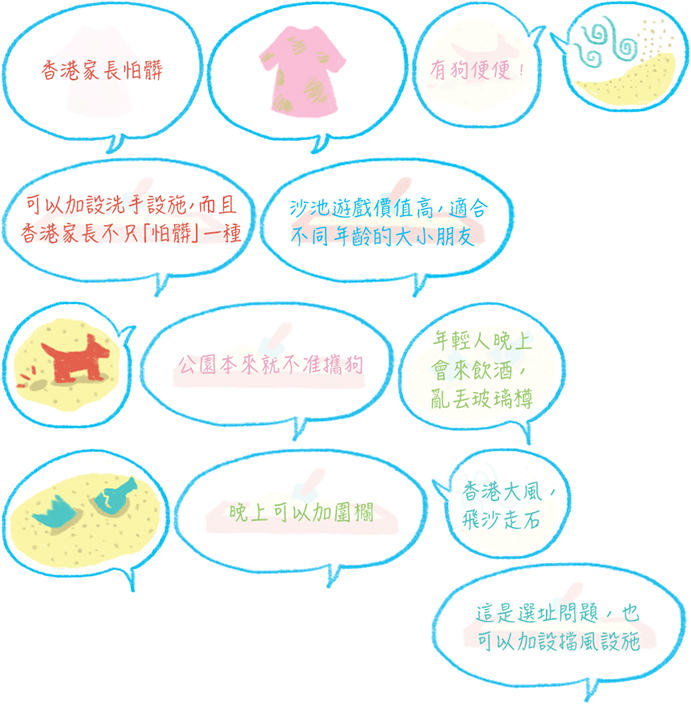 香港家長怕髒
有狗便便！
可以加設洗手設施，而且
香港家長不只「怕髒」一種
沙池遊戲價值高，適合
不同年齡的大小朋友
公園本來就不准攜狗
年輕人晚上
會來飲酒，
亂丟玻璃樽
晚上可以加圍欄
香港大風，
飛沙走石
這是選址問題，也
可以加設擋風設施